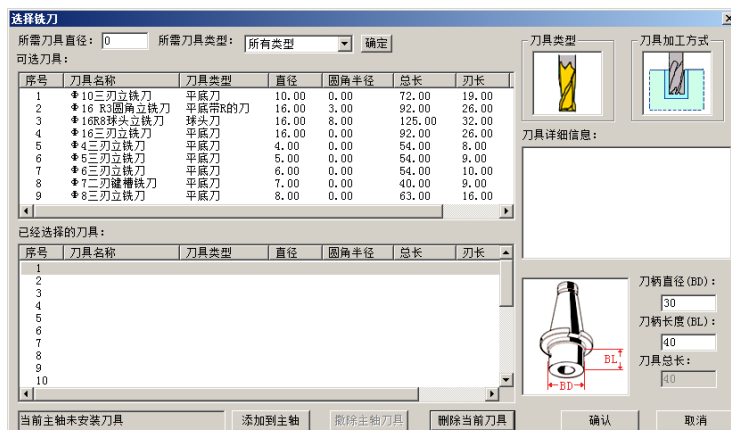 选择铣刀
所需刀具直径: 0 所需刀具类型: 所有类型 确定
可选刀具:
序号 刀具名称 刀具类型 直径 圆角半径 总长 刃长
1 Φ10三刃立铣刀 平底刀 10.00 0.00 72.00 19.00
2 Φ16 R3圆角立铣刀 平底带R的刀 16.00 3.00 92.00 26.00
3 Φ16R8球头立铣刀 球头刀 16.00 8.00 125.00 32.00
4 Φ16三刃立铣刀 平底刀 16.00 0.00 92.00 26.00
5 Φ4三刃立铣刀 平底刀 4.00 0.00 54.00 8.00
6 Φ5三刃立铣刀 平底刀 5.00 0.00 54.00 9.00
7 Φ6三刃立铣刀 平底刀 6.00 0.00 54.00 10.00
8 Φ7二刃键槽铣刀 平底刀 7.00 0.00 40.00 9.00
9 Φ8三刃立铣刀 平底刀 8.00 0.00 63.00 16.00
刀具类型 刀具加工方式
刀具详细信息:
已经选择的刀具:
序号 刀具名称 刀具类型 直径 圆角半径 总长 刃长
1
2
3
4
5
6
7
8
9
10
BL
BD
刀柄直径(BD):
30
刀柄长度(BL):
40
刀具总长:
40
当前主轴未安装刀具 添加到主轴 撤除主轴刀具 删除当前刀具 确认 取消